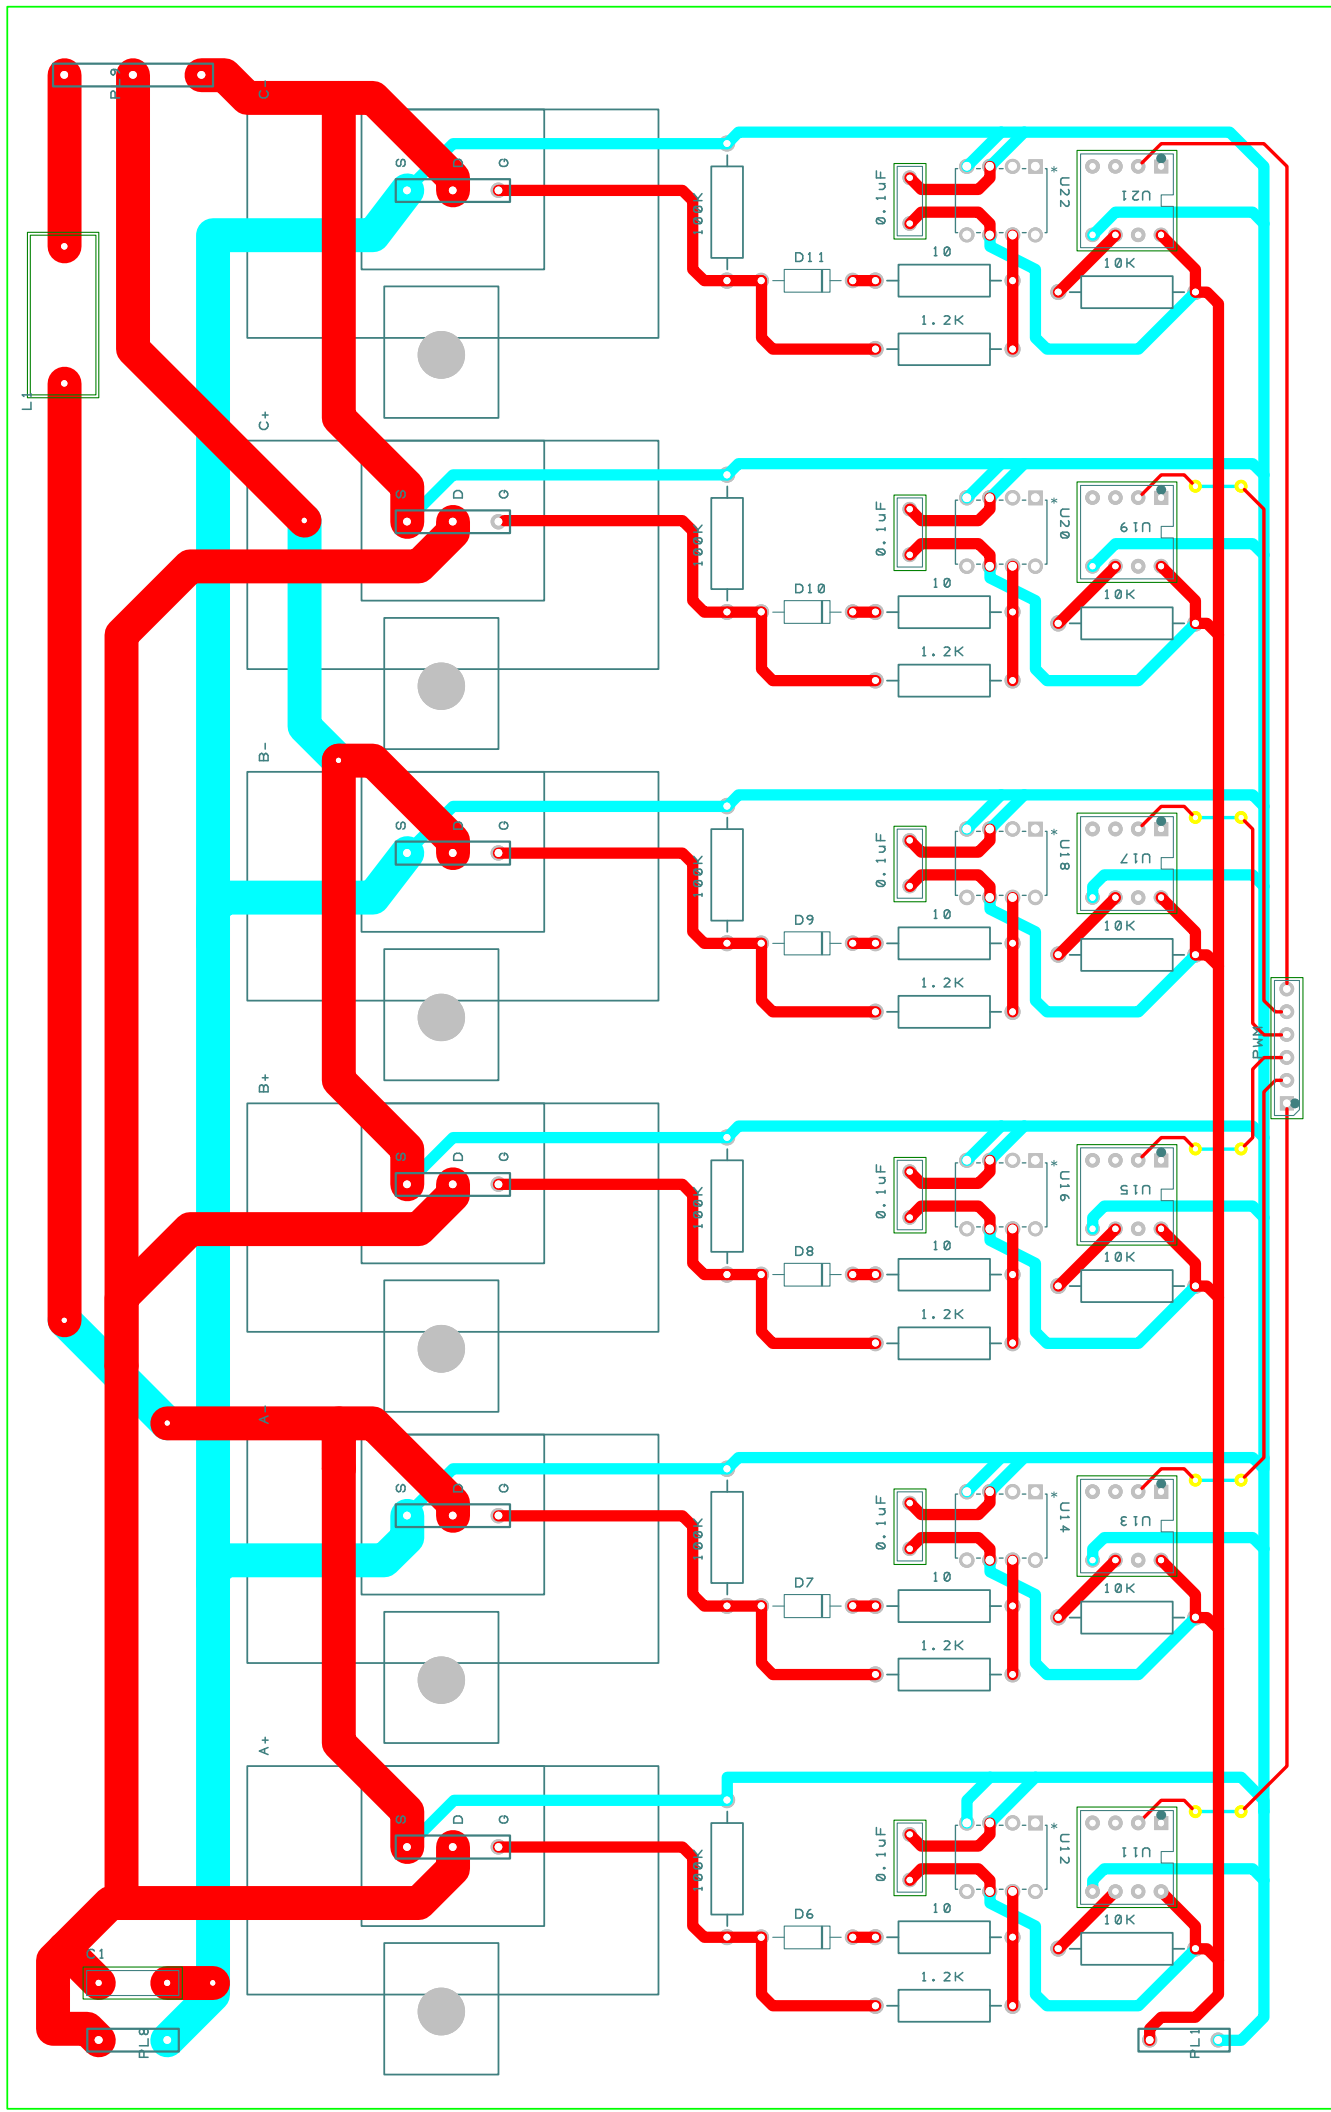 PL9
C-
S D G
100K
0.1uF
* U22
U21
D11
10
10K
1.2K
L1
C+
S D G
100K
0.1uF
* U20
U19
D10
10
10K
1.2K
B-
S D G
100K
0.1uF
* U18
U17
D9
10
10K
1.2K
PWM
B+
S D G
100K
0.1uF
* U16
U15
D8
10
10K
1.2K
A-
S D G
100K
0.1uF
* U14
U13
D7
10
10K
1.2K
A+
S D G
100K
0.1uF
* U12
U11
D6
10
10K
1.2K
C1
PL8
PL1